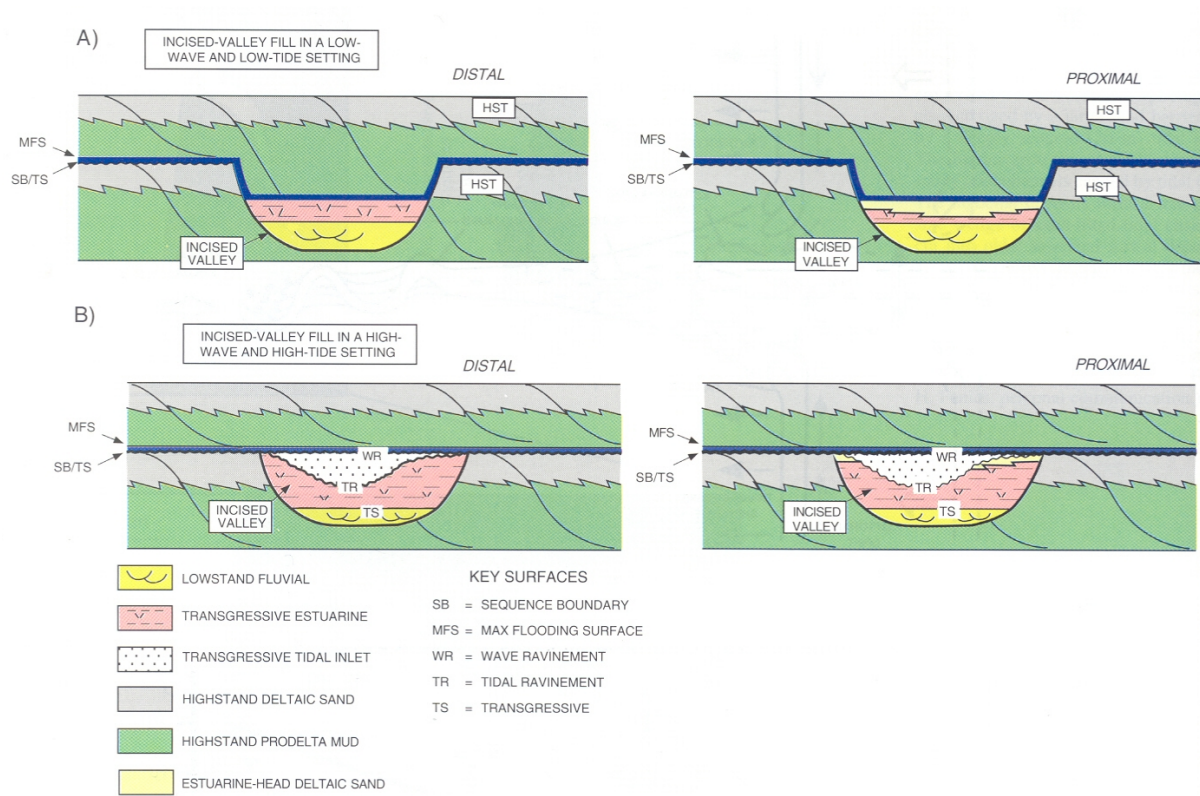 A)
INCISED-VALLEY FILL IN A LOW-
WAVE AND LOW-TIDE SETTING
DISTAL
PROXIMAL
HST
HST
MFS
SB/TS
HST
INCISED
VALLEY
MFS
SB/TS
HST
INCISED
VALLEY
B)
INCISED-VALLEY FILL IN A HIGH-
WAVE AND HIGH-TIDE SETTING
DISTAL
PROXIMAL
MFS
SB/TS
WR
TR
TS
INCISED
VALLEY
MFS
SB/TS
WR
TR
TS
INCISED
VALLEY
LOWSTAND FLUVIAL
TRANSGRESSIVE ESTUARINE
TRANSGRESSIVE TIDAL INLET
HIGHSTAND DELTAIC SAND
HIGHSTAND PRODELTA MUD
ESTUARINE-HEAD DELTAIC SAND
KEY SURFACES
SB = SEQUENCE BOUNDARY
MFS = MAX FLOODING SURFACE
WR = WAVE RAVINEMENT
TR = TIDAL RAVINEMENT
TS = TRANSGRESSIVE